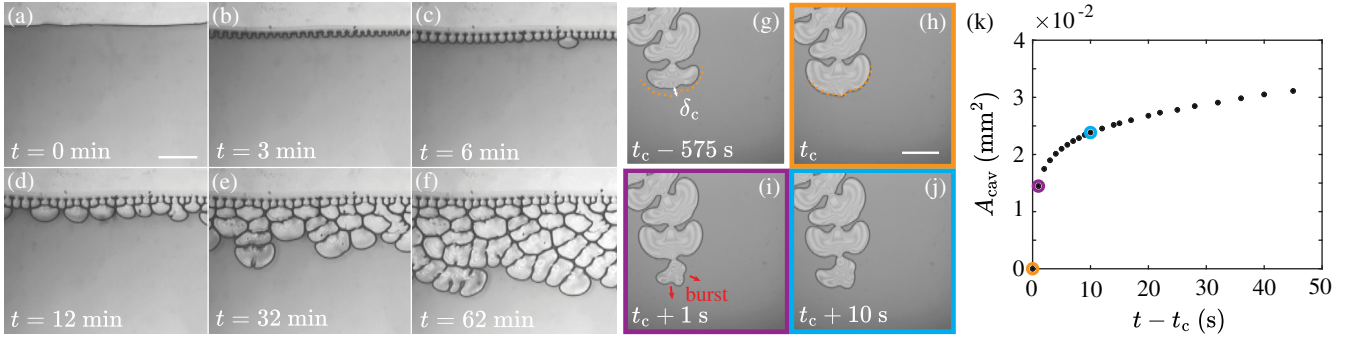 (a)
t = 0 min
(b)
t = 3 min
(c)
t = 6 min
(d)
t = 12 min
(e)
t = 32 min
(f)
t = 62 min
(g)
δc
tc − 575 s
(h)
tc
(i)
burst
tc + 1 s
(j)
tc + 10 s
(k)
×10⁻²
4
3
2
1
0
Acav (mm²)
0 10 20 30 40 50
t − tc (s)